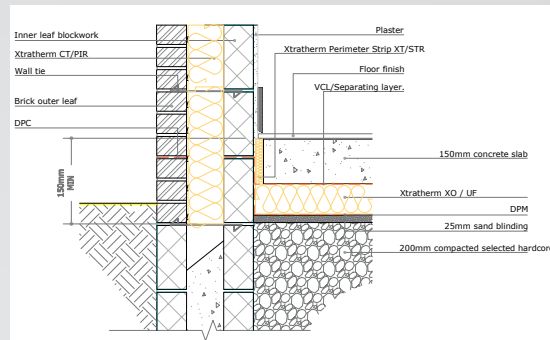 Inner leaf blockwork
Xtratherm CT/PIR
Wall tie
Brick outer leaf
DPC
150mm
MIN
Plaster
Xtratherm Perimeter Strip XT/STR
Floor finish
VCL/Separating layer.
150mm concrete slab
Xtratherm XO / UF
DPM
25mm sand blinding
200mm compacted selected hardcore